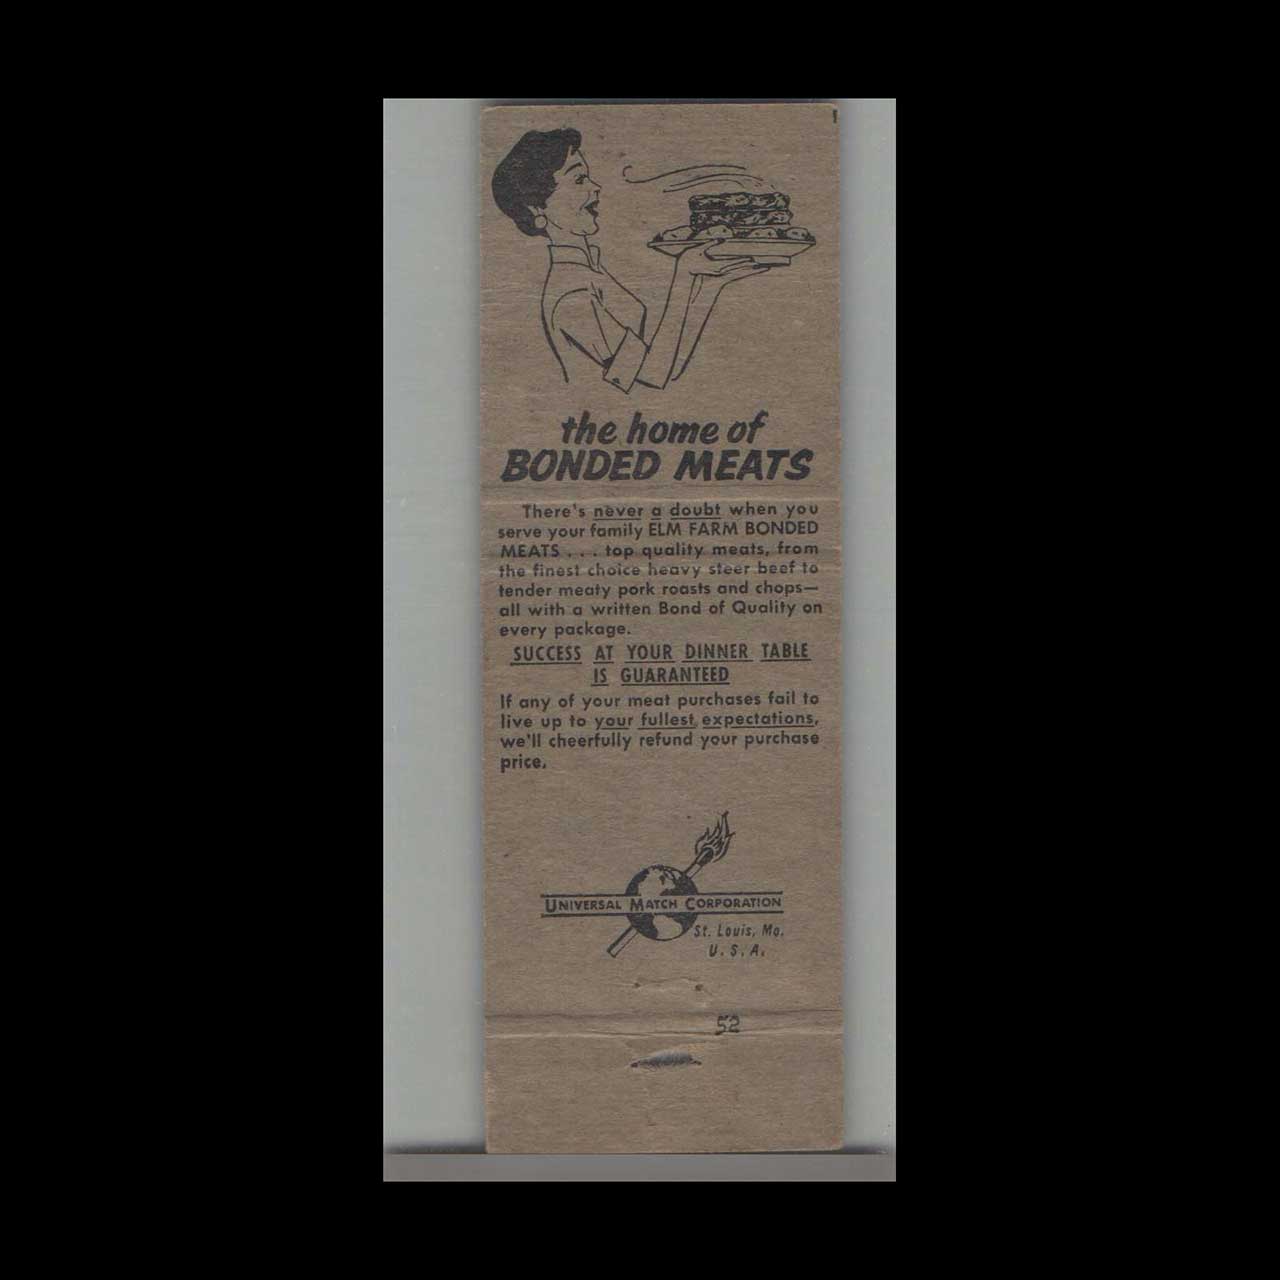 the home of
BONDED MEATS
There's never a doubt when you
serve your family ELM FARM BONDED
MEATS . . . top quality meats, from
the finest choice heavy steer beef to
tender meaty pork roasts and chops—
all with a written Bond of Quality on
every package.
SUCCESS AT YOUR DINNER TABLE
IS GUARANTEED
If any of your meat purchases fail to
live up to your fullest expectations,
we'll cheerfully refund your purchase
price.
UNIVERSAL MATCH CORPORATION
St. Louis, Mo.
U. S. A.
52